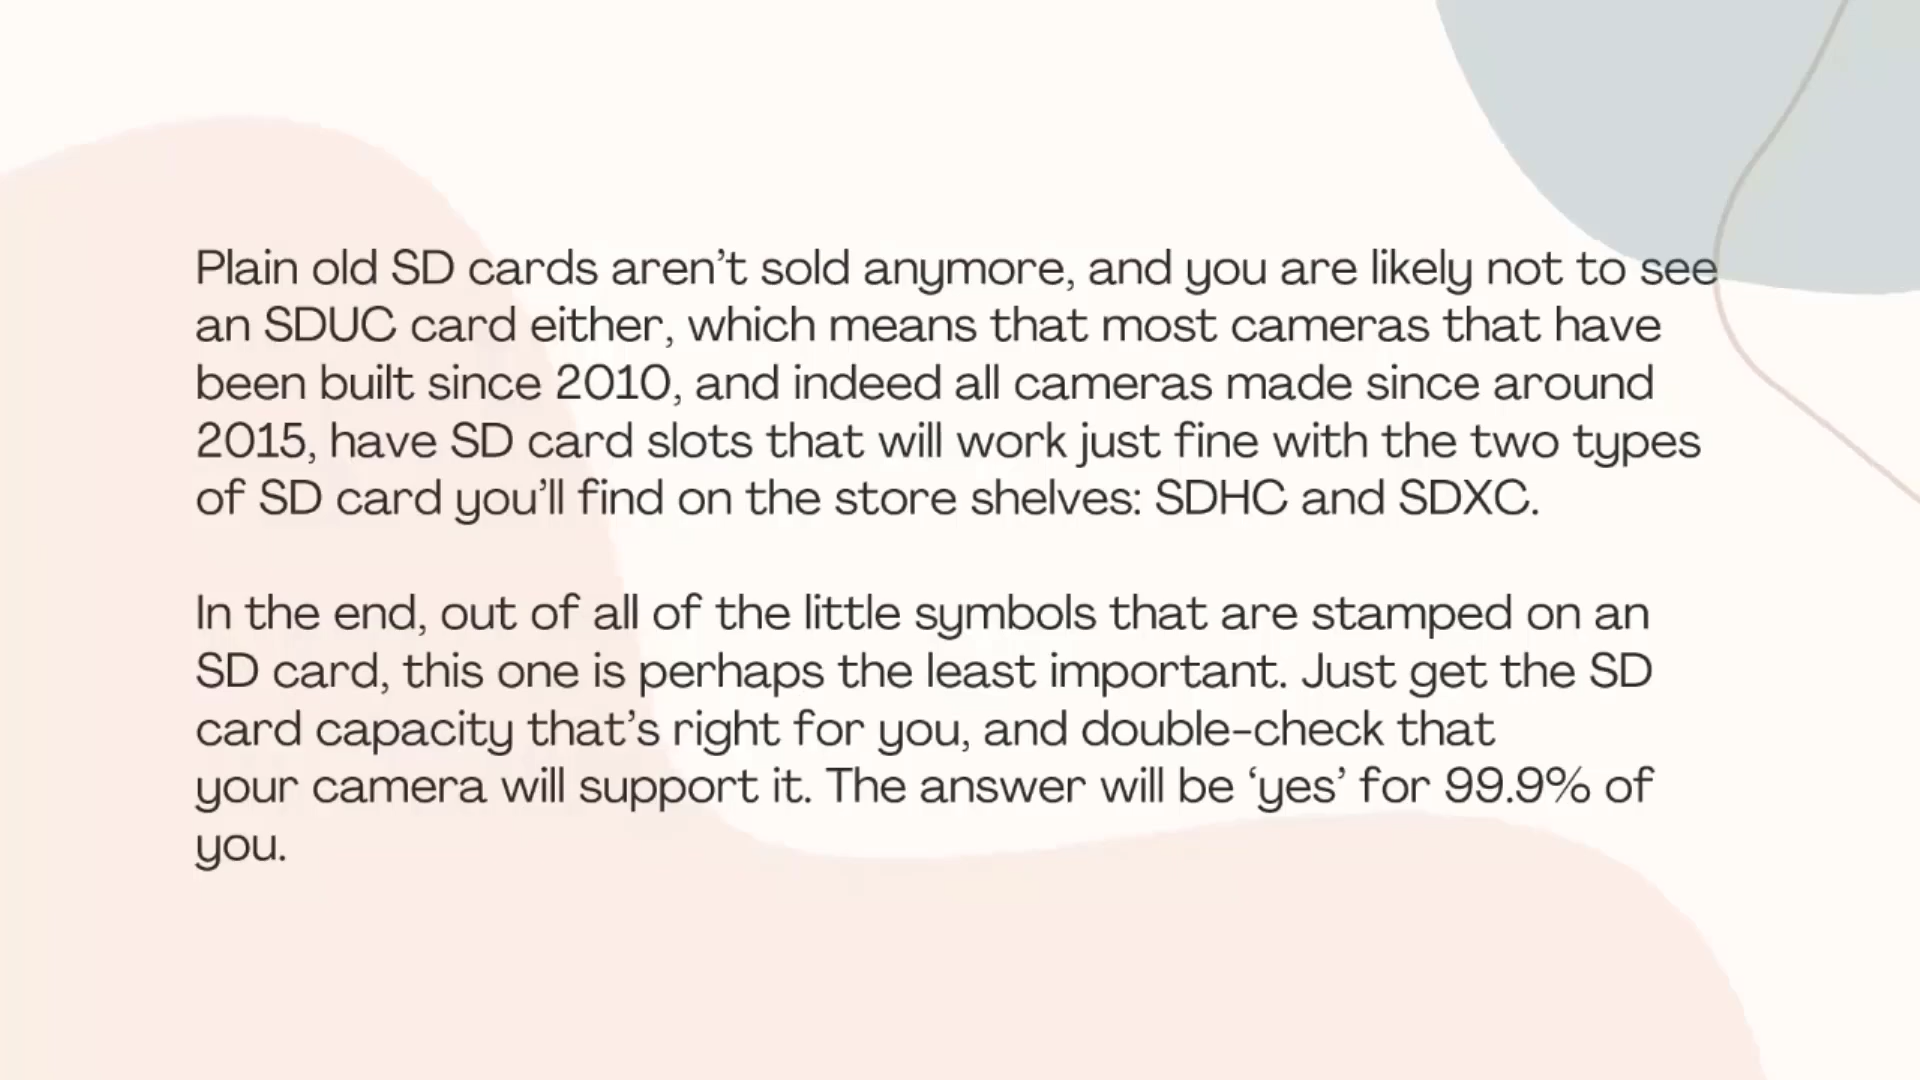 Plain old SD cards aren’t sold anymore, and you are likely not to see
an SDUC card either, which means that most cameras that have
been built since 2010, and indeed all cameras made since around
2015, have SD card slots that will work just fine with the two types
of SD card you’ll find on the store shelves: SDHC and SDXC.
In the end, out of all of the little symbols that are stamped on an
SD card, this one is perhaps the least important. Just get the SD
card capacity that’s right for you, and double-check that
your camera will support it. The answer will be ‘yes’ for 99.9% of
you.